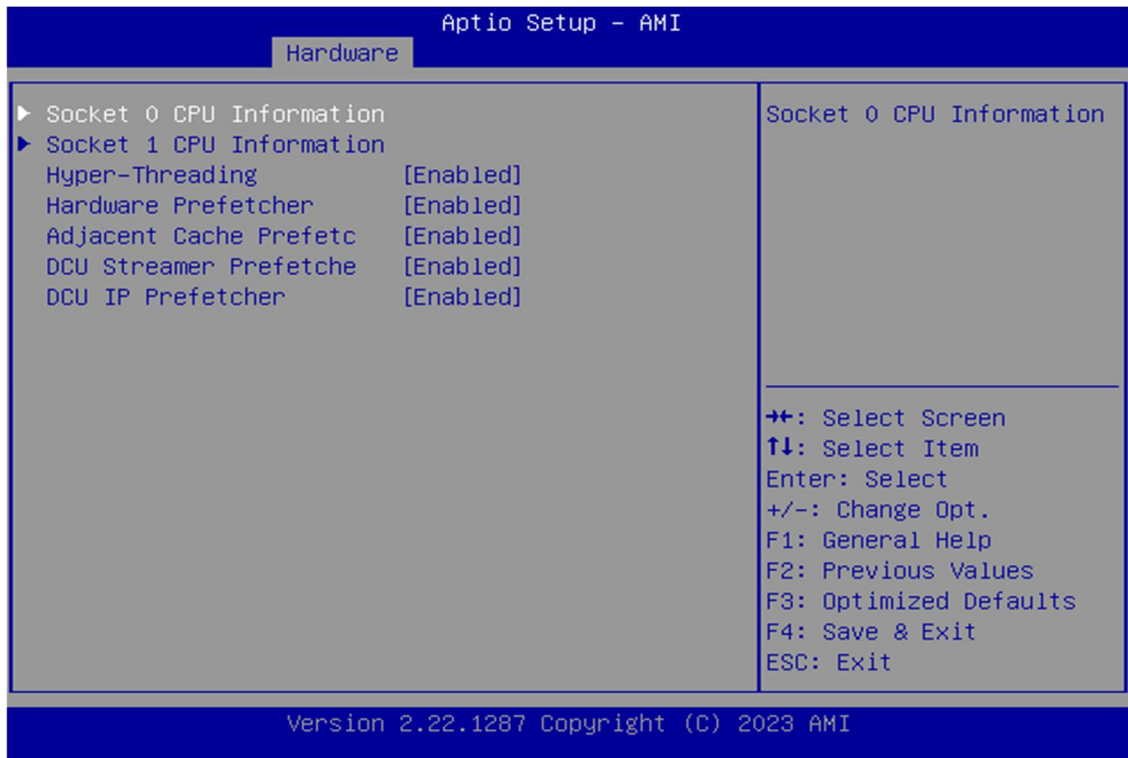 Aptio Setup – AMI
Hardware
▶ Socket 0 CPU Information
▶ Socket 1 CPU Information
Hyper-Threading [Enabled]
Hardware Prefetcher [Enabled]
Adjacent Cache Prefetc [Enabled]
DCU Streamer Prefetche [Enabled]
DCU IP Prefetcher [Enabled]
Socket 0 CPU Information
→←: Select Screen
↑↓: Select Item
Enter: Select
+/-: Change Opt.
F1: General Help
F2: Previous Values
F3: Optimized Defaults
F4: Save & Exit
ESC: Exit
Version 2.22.1287 Copyright (C) 2023 AMI